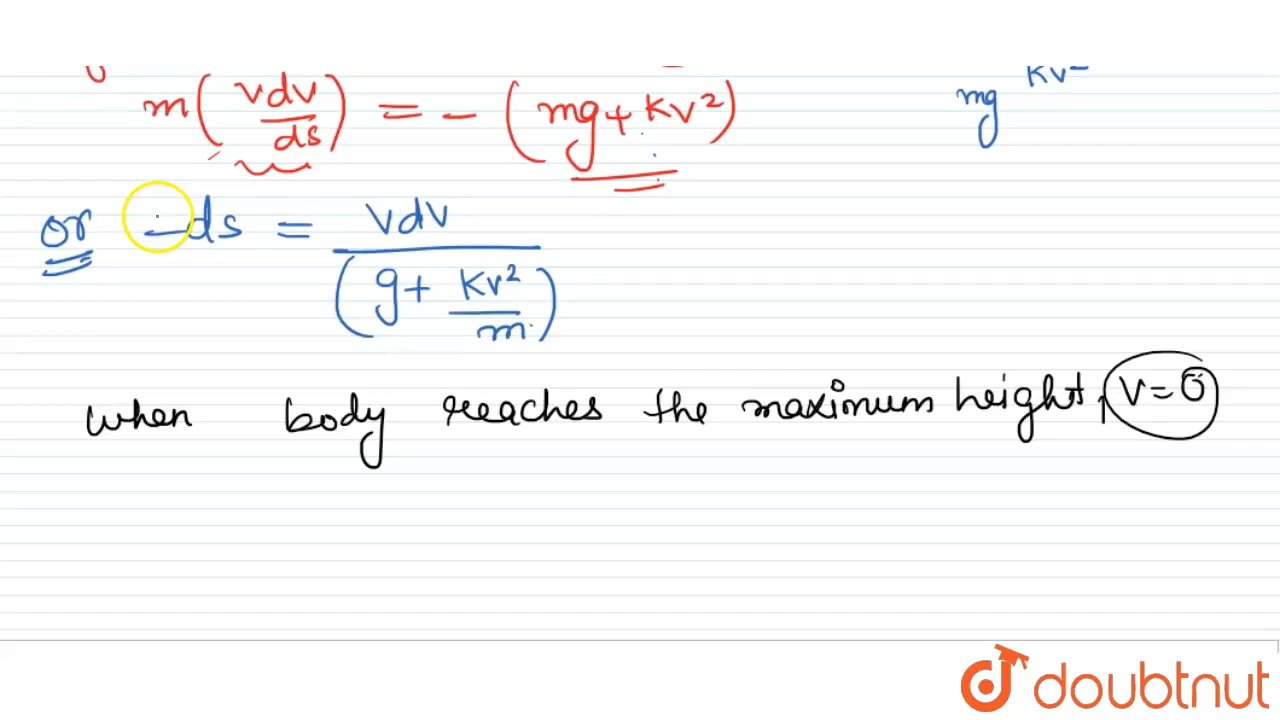 m(vdv/ds) = - (mg + Kv²)
Kv²
mg
or -ds = vdv/(g + Kv²/m)
when body reaches the maximum height, v=0
doubtnut